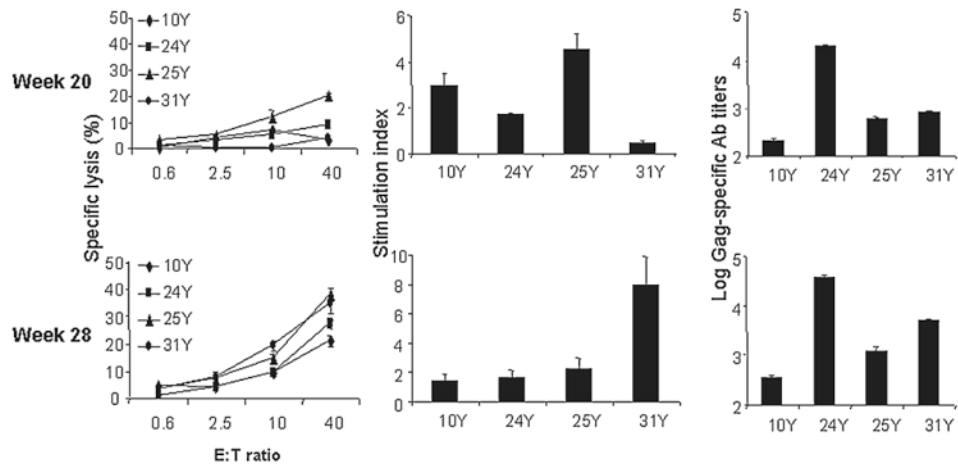 Week 20
Specific lysis (%)
50
40
30
20
10
0
10Y
24Y
25Y
31Y
0.6 2.5 10 40
Stimulation index
6
4
2
0
10Y 24Y 25Y 31Y
Log Gag-specific Ab titers
5
4
3
2
10Y 24Y 25Y 31Y
Week 28
50
40
30
20
10
0
10Y
24Y
25Y
31Y
0.6 2.5 10 40
E:T ratio
10
8
6
4
2
0
10Y 24Y 25Y 31Y
5
4
3
2
10Y 24Y 25Y 31Y